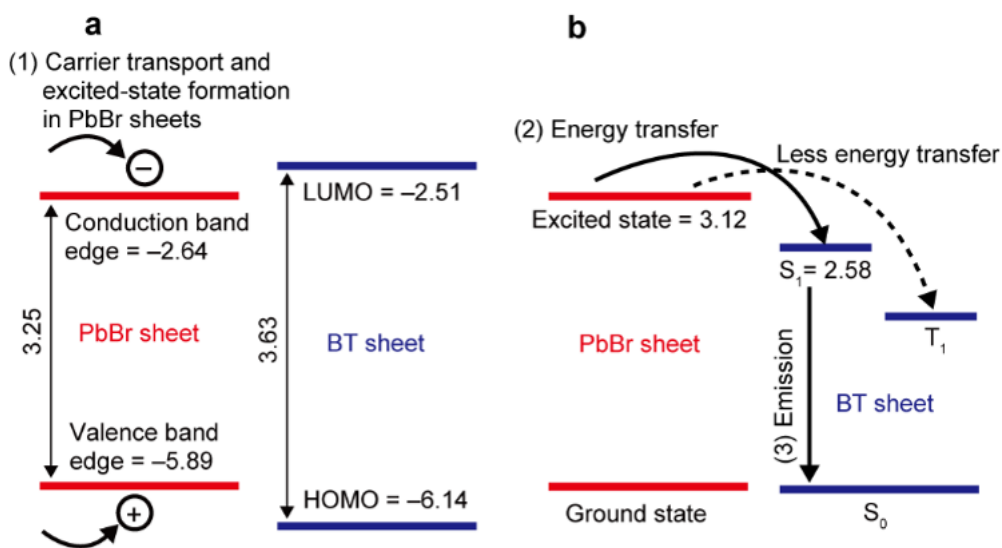 a
(1) Carrier transport and
excited-state formation
in PbBr sheets
−
LUMO = −2.51
Conduction band
edge = −2.64
3.25
PbBr sheet
3.63
BT sheet
Valence band
edge = −5.89
HOMO = −6.14
+
b
(2) Energy transfer
Less energy transfer
Excited state = 3.12
S₁= 2.58
T₁
PbBr sheet
(3) Emission
BT sheet
Ground state
S₀